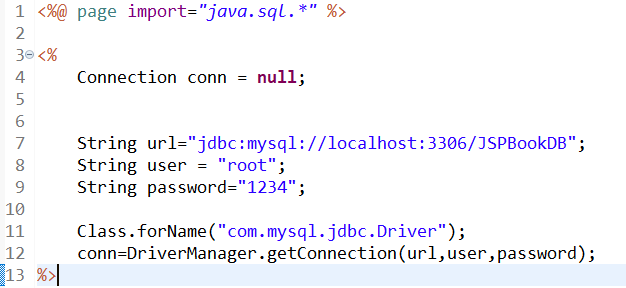 1 <%@ page import="java.sql.*" %>
2
3 <%
4     Connection conn = null;
5
6
7     String url="jdbc:mysql://localhost:3306/JSPBookDB";
8     String user = "root";
9     String password="1234";
10
11     Class.forName("com.mysql.jdbc.Driver");
12     conn=DriverManager.getConnection(url,user,password);
13 %>